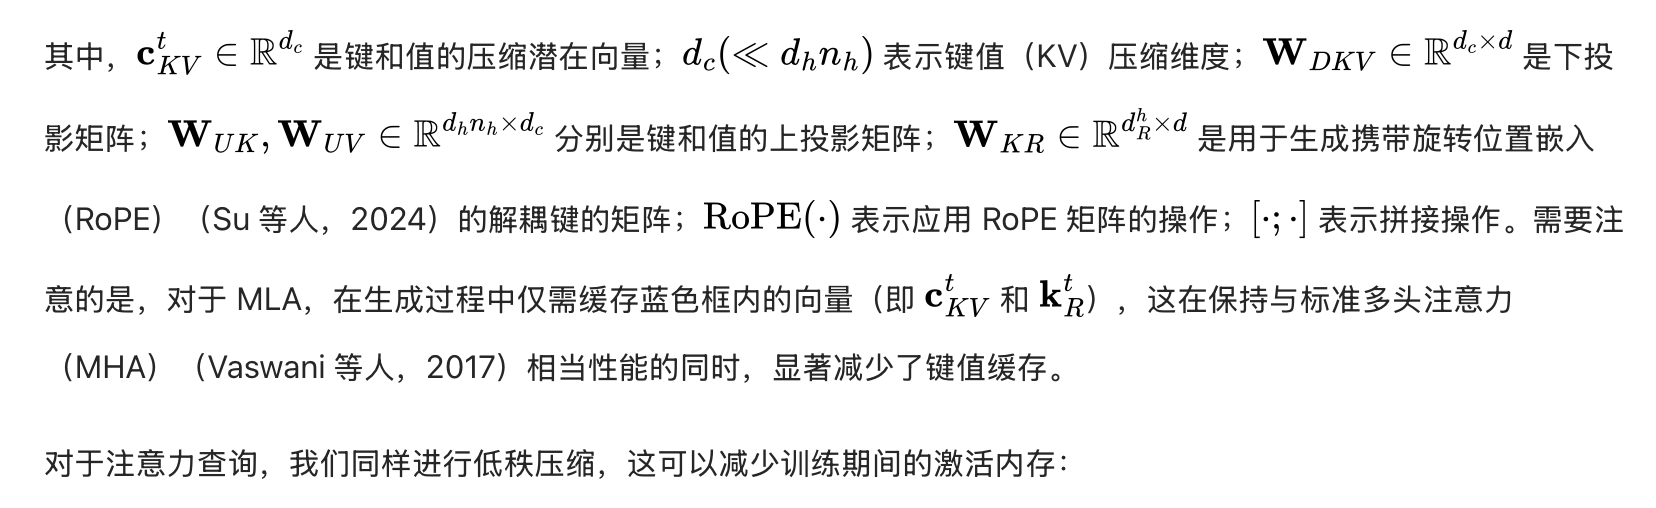 其中，$\mathbf{c}_{KV}^{t} \in \mathbb{R}^{d_c}$ 是键和值的压缩潜在向量；$d_c (\ll d_h n_h)$ 表示键值（KV）压缩维度；$\mathbf{W}_{DKV} \in \mathbb{R}^{d_c \times d}$ 是下投
影矩阵；$\mathbf{W}_{UK}, \mathbf{W}_{UV} \in \mathbb{R}^{d_h n_h \times d_c}$ 分别是键和值的上投影矩阵；$\mathbf{W}_{KR} \in \mathbb{R}^{d_R^h \times d}$ 是用于生成携带旋转位置嵌入
（RoPE）（Su 等人，2024）的解耦键的矩阵；$\mathrm{RoPE}(\cdot)$ 表示应用 RoPE 矩阵的操作；$[\cdot;\cdot]$ 表示拼接操作。需要注
意的是，对于 MLA，在生成过程中仅需缓存蓝色框内的向量（即 $\mathbf{c}_{KV}^{t}$ 和 $\mathbf{k}_{R}^{t}$），这在保持与标准多头注意力
（MHA）（Vaswani 等人，2017）相当性能的同时，显著减少了键值缓存。
对于注意力查询，我们同样进行低秩压缩，这可以减少训练期间的激活内存：